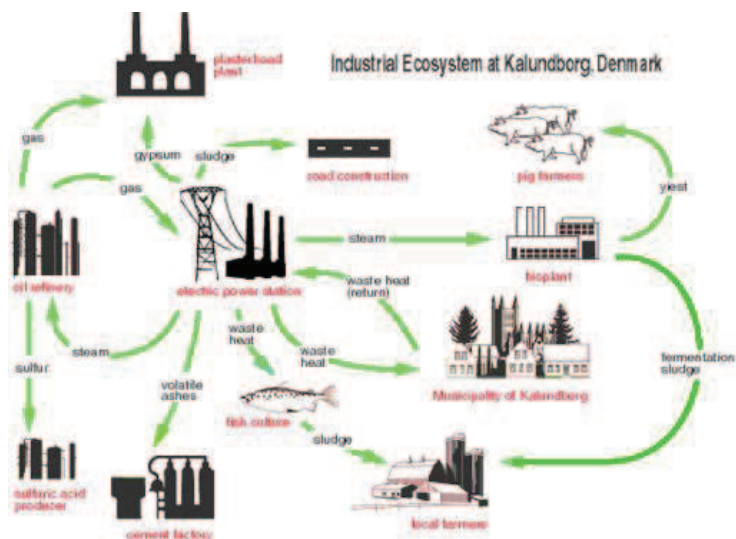 plasterboad
plant
Industrial Ecosystem at Kalundborg, Denmark
gas
gypsum
sludge
road construction
pig farmers
yiest
gas
steam
oil refinery
electric power station
waste heat
(return)
bioplant
steam
waste
heat
waste
heat
sulfur
volatile
ashes
fermentation
sludge
Municipality of Kalundberg
fish culture
sludge
sulfuric acid
producer
cement factory
local farmers